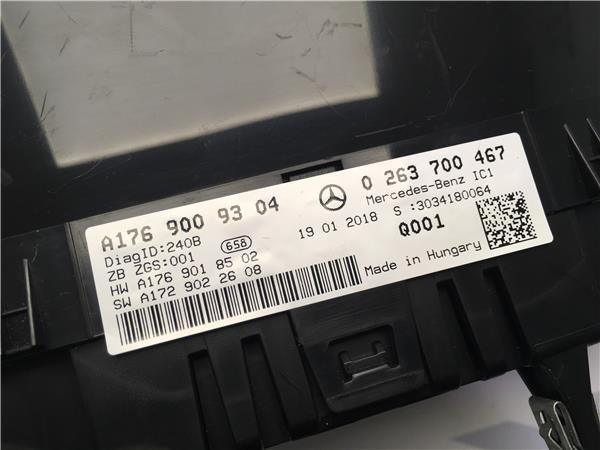 A176 900 93 04
0 263 700 467
DiagID:240B
658
Mercedes-Benz IC1
ZB ZGS:001
19 01 2018
S :3034180064
HW A176 901 85 02
Q001
SW A172 902 26 08
Made in Hungary